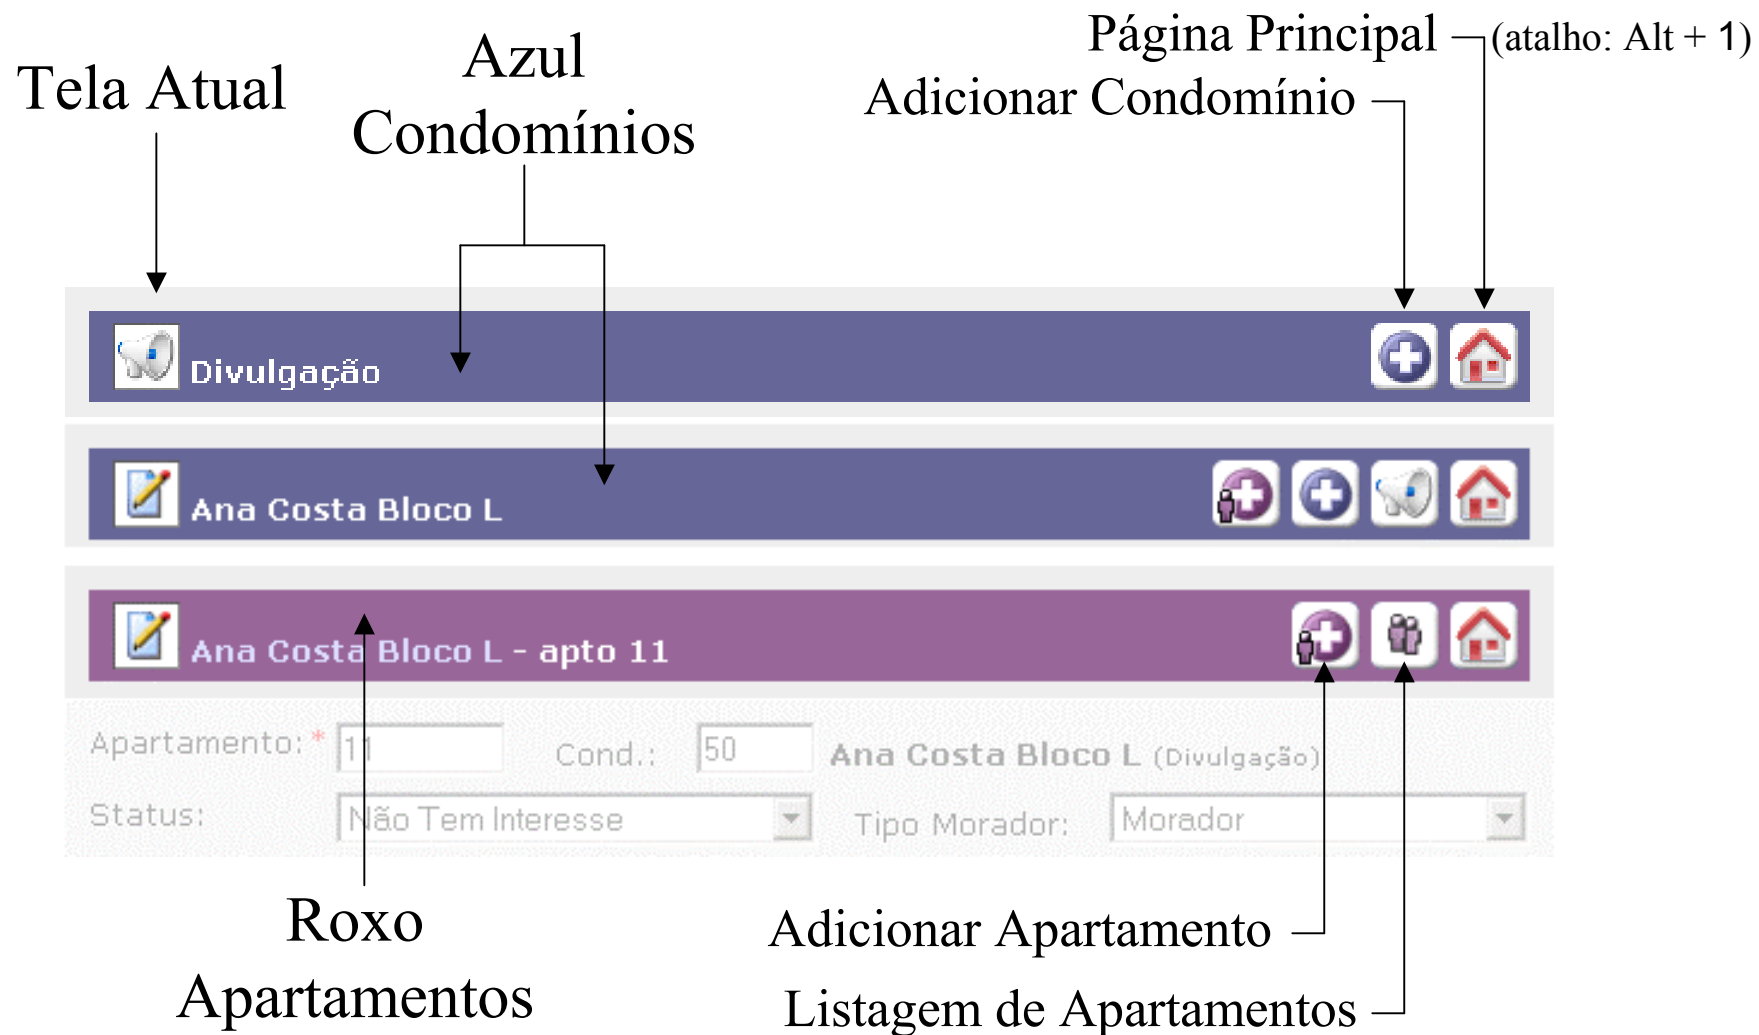 Página Principal (atalho: Alt + 1)
Adicionar Condomínio
Tela Atual
Azul
Condomínios
Divulgação
Ana Costa Bloco L
Ana Costa Bloco L - apto 11
Apartamento: * 11 Cond.: 50 Ana Costa Bloco L (Divulgação)
Status: Não Tem Interesse Tipo Morador: Morador
Roxo
Apartamentos
Adicionar Apartamento
Listagem de Apartamentos